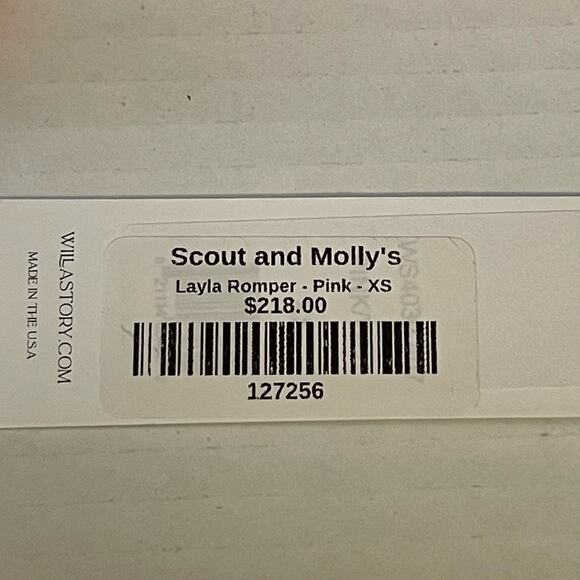 WILLASTORY.COM
MADE IN THE USA
Scout and Molly's
Layla Romper - Pink - XS
$218.00
127256